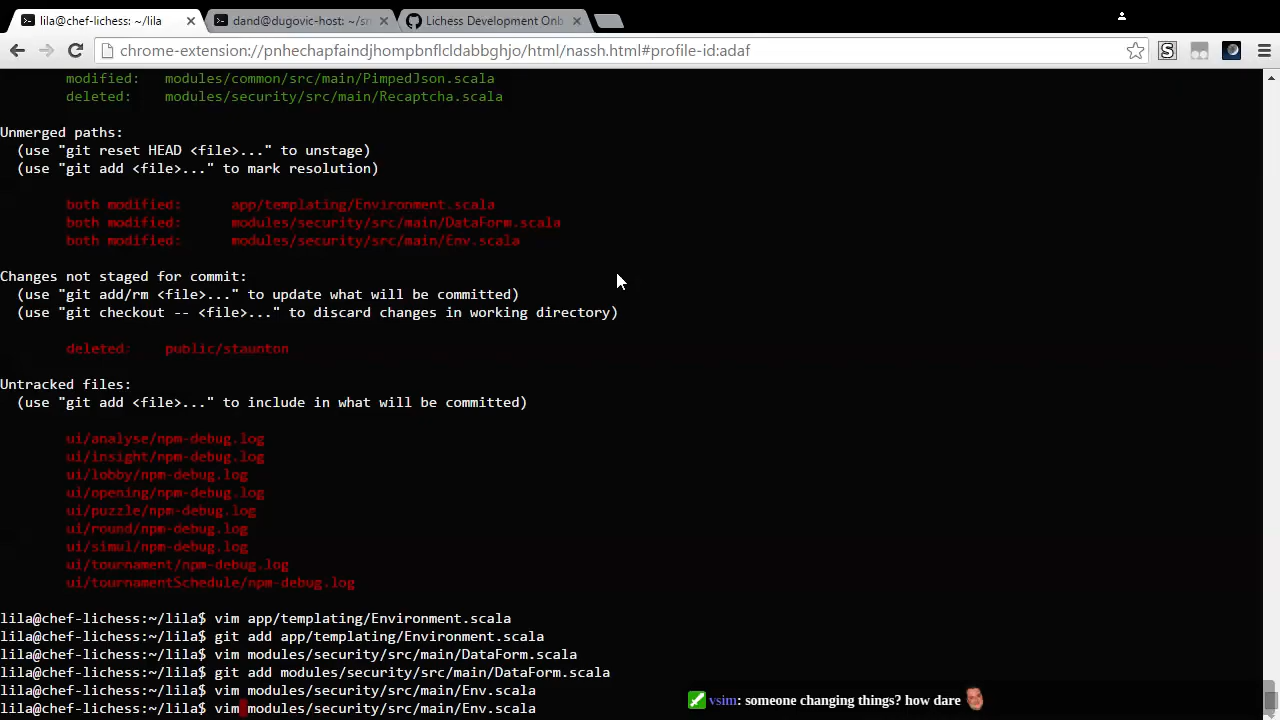 lila@chef-lichess: ~/lila
dand@dugovic-host: ~/sr
Lichess Development Onb
chrome-extension://pnhechapfaindjhompbnflcldabbghjo/html/nassh.html#profile-id:adaf
modified: modules/common/src/main/PimpedJson.scala
deleted: modules/security/src/main/Recaptcha.scala
Unmerged paths:
(use "git reset HEAD <file>..." to unstage)
(use "git add <file>..." to mark resolution)
both modified: app/templating/Environment.scala
both modified: modules/security/src/main/DataForm.scala
both modified: modules/security/src/main/Env.scala
Changes not staged for commit:
(use "git add/rm <file>..." to update what will be committed)
(use "git checkout -- <file>..." to discard changes in working directory)
deleted: public/staunton
Untracked files:
(use "git add <file>..." to include in what will be committed)
ui/analyse/npm-debug.log
ui/insight/npm-debug.log
ui/lobby/npm-debug.log
ui/opening/npm-debug.log
ui/puzzle/npm-debug.log
ui/round/npm-debug.log
ui/simul/npm-debug.log
ui/tournament/npm-debug.log
ui/tournamentSchedule/npm-debug.log
lila@chef-lichess:~/lila$ vim app/templating/Environment.scala
lila@chef-lichess:~/lila$ git add app/templating/Environment.scala
lila@chef-lichess:~/lila$ vim modules/security/src/main/DataForm.scala
lila@chef-lichess:~/lila$ git add modules/security/src/main/DataForm.scala
lila@chef-lichess:~/lila$ vim modules/security/src/main/Env.scala
lila@chef-lichess:~/lila$ vim modules/security/src/main/Env.scala
vsim: someone changing things? how dare